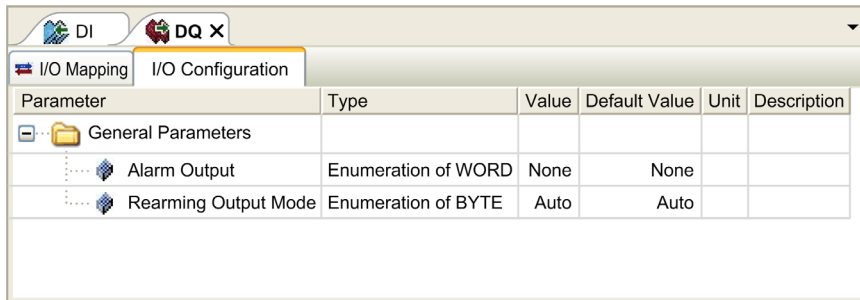 DI DQ X
I/O Mapping I/O Configuration
Parameter Type Value Default Value Unit Description
General Parameters
Alarm Output Enumeration of WORD None None
Rearming Output Mode Enumeration of BYTE Auto Auto